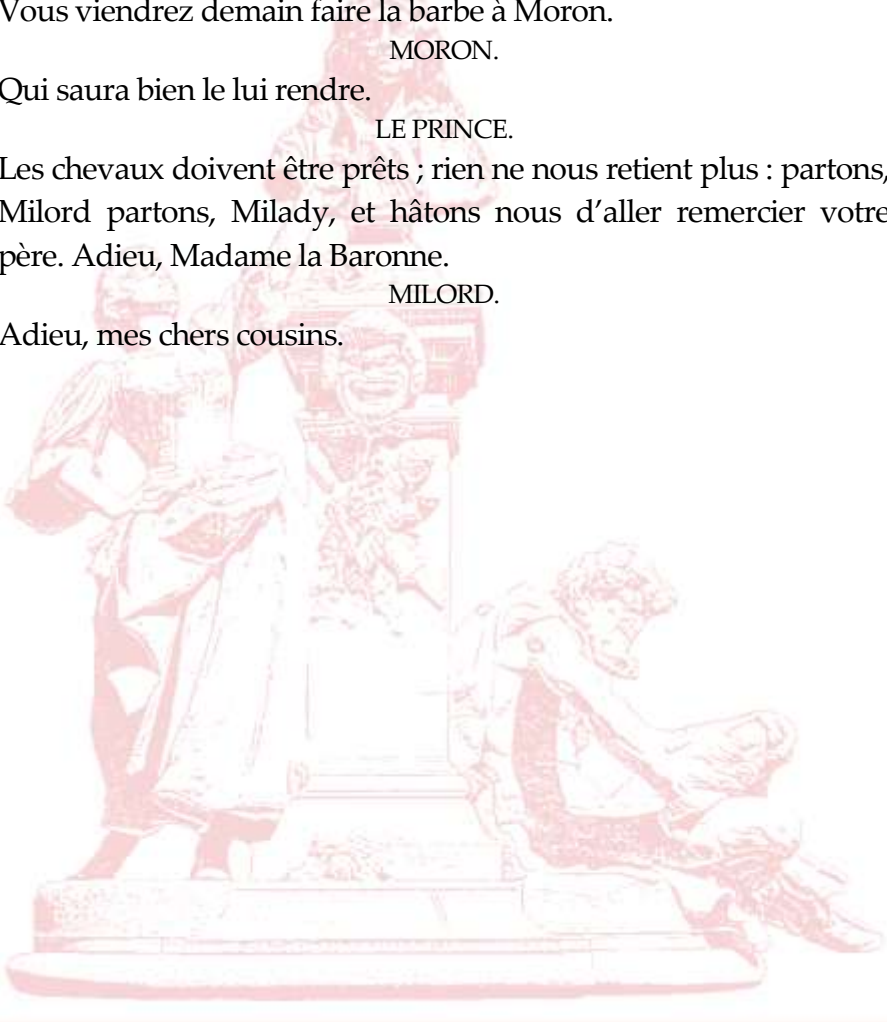 Vous viendrez demain faire la barbe à Moron.
MORON.
Qui saura bien le lui rendre.
LE PRINCE.
Les chevaux doivent être prêts ; rien ne nous retient plus : partons,
Milord partons, Milady, et hâtons nous d’aller remercier votre
père. Adieu, Madame la Baronne.
MILORD.
Adieu, mes chers cousins.